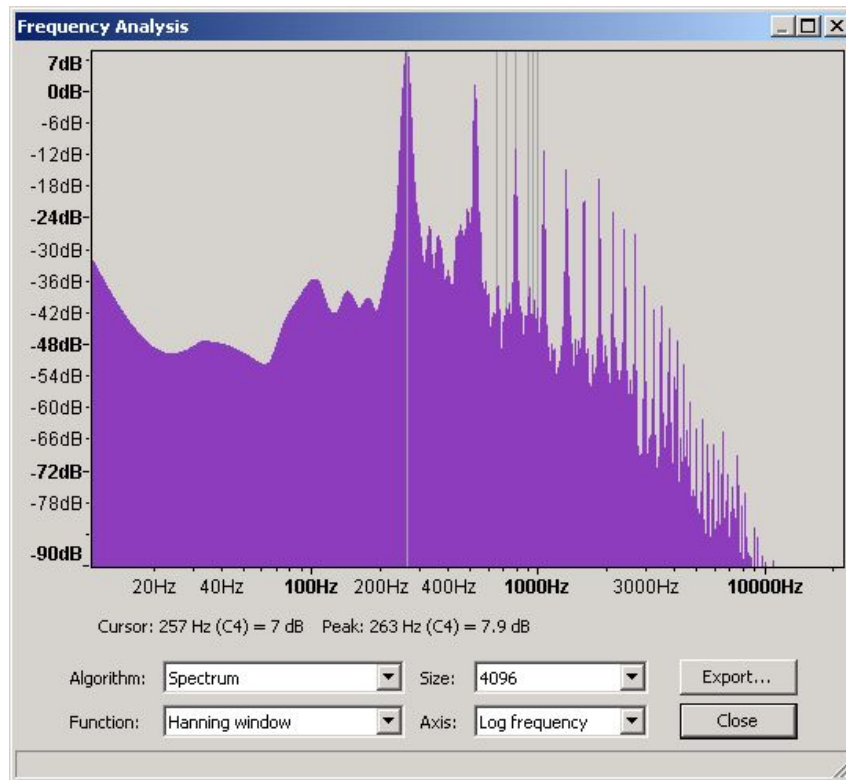 Frequency Analysis
7dB
0dB
-6dB
-12dB
-18dB
-24dB
-30dB
-36dB
-42dB
-48dB
-54dB
-60dB
-66dB
-72dB
-78dB
-90dB
20Hz 40Hz 100Hz 200Hz 400Hz 1000Hz 3000Hz 10000Hz
Cursor: 257 Hz (C4) = 7 dB Peak: 263 Hz (C4) = 7.9 dB
Algorithm: Spectrum Size: 4096 Export...
Function: Hanning window Axis: Log frequency Close